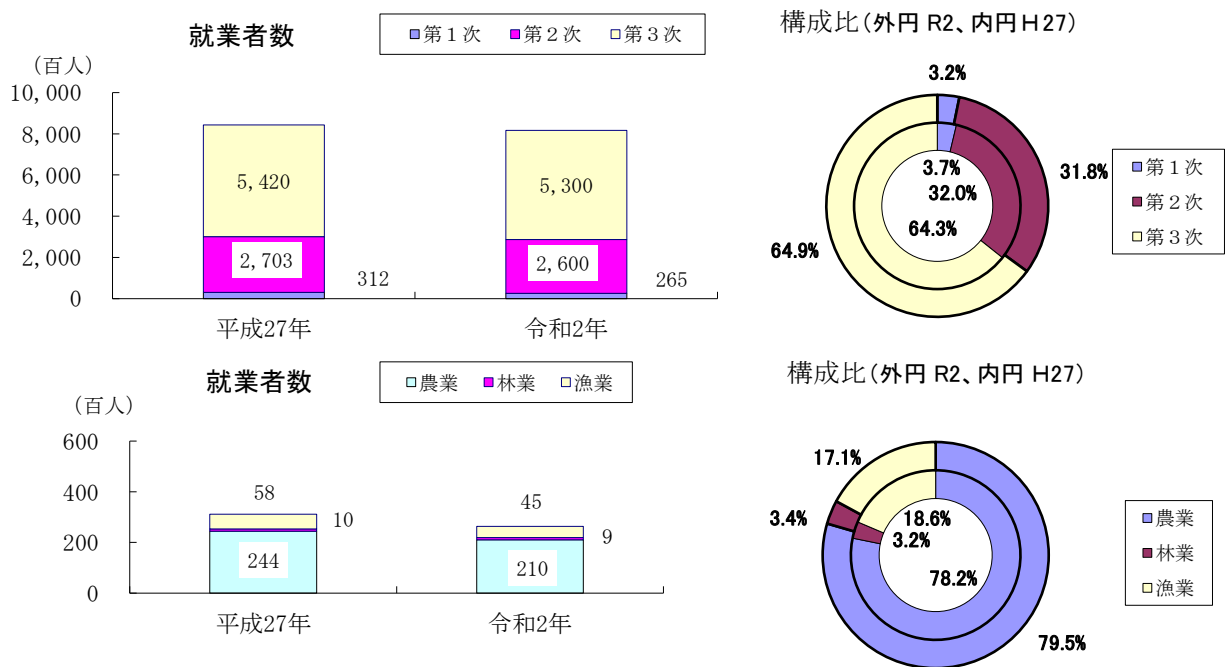 就業者数
■第１次 ■第２次 □第３次
(百人)
10,000
8,000
6,000
4,000
2,000
0
5,420
2,703
312
5,300
2,600
265
平成27年
令和2年
構成比(外円 R2、内円 H27)
3.2%
31.8%
64.9%
3.7%
32.0%
64.3%
第１次
第２次
第３次
就業者数
農業 林業 漁業
(百人)
600
400
200
0
58
10
244
45
9
210
平成27年
令和2年
構成比(外円 R2、内円 H27)
17.1%
3.4%
18.6%
3.2%
78.2%
79.5%
農業
林業
漁業